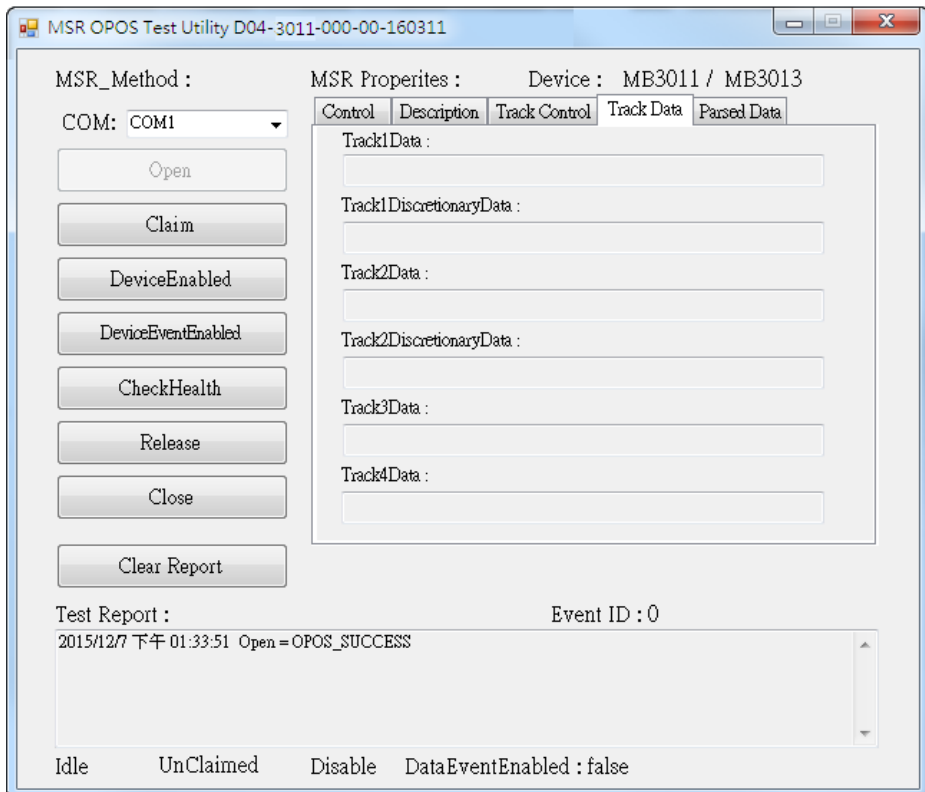 MSR OPOS Test Utility D04-3011-000-00-160311
MSR_Method :
MSR Properites :
Device : MB3011 / MB3013
COM: COM1
Control
Description
Track Control
Track Data
Parsed Data
Open
Claim
DeviceEnabled
DeviceEventEnabled
CheckHealth
Release
Close
Clear Report
Track1Data :
Track1DiscretionaryData :
Track2Data :
Track2DiscretionaryData :
Track3Data :
Track4Data :
Test Report :
Event ID : 0
2015/12/7 下午 01:33:51 Open = OPOS_SUCCESS
Idle
UnClaimed
Disable
DataEventEnabled : false